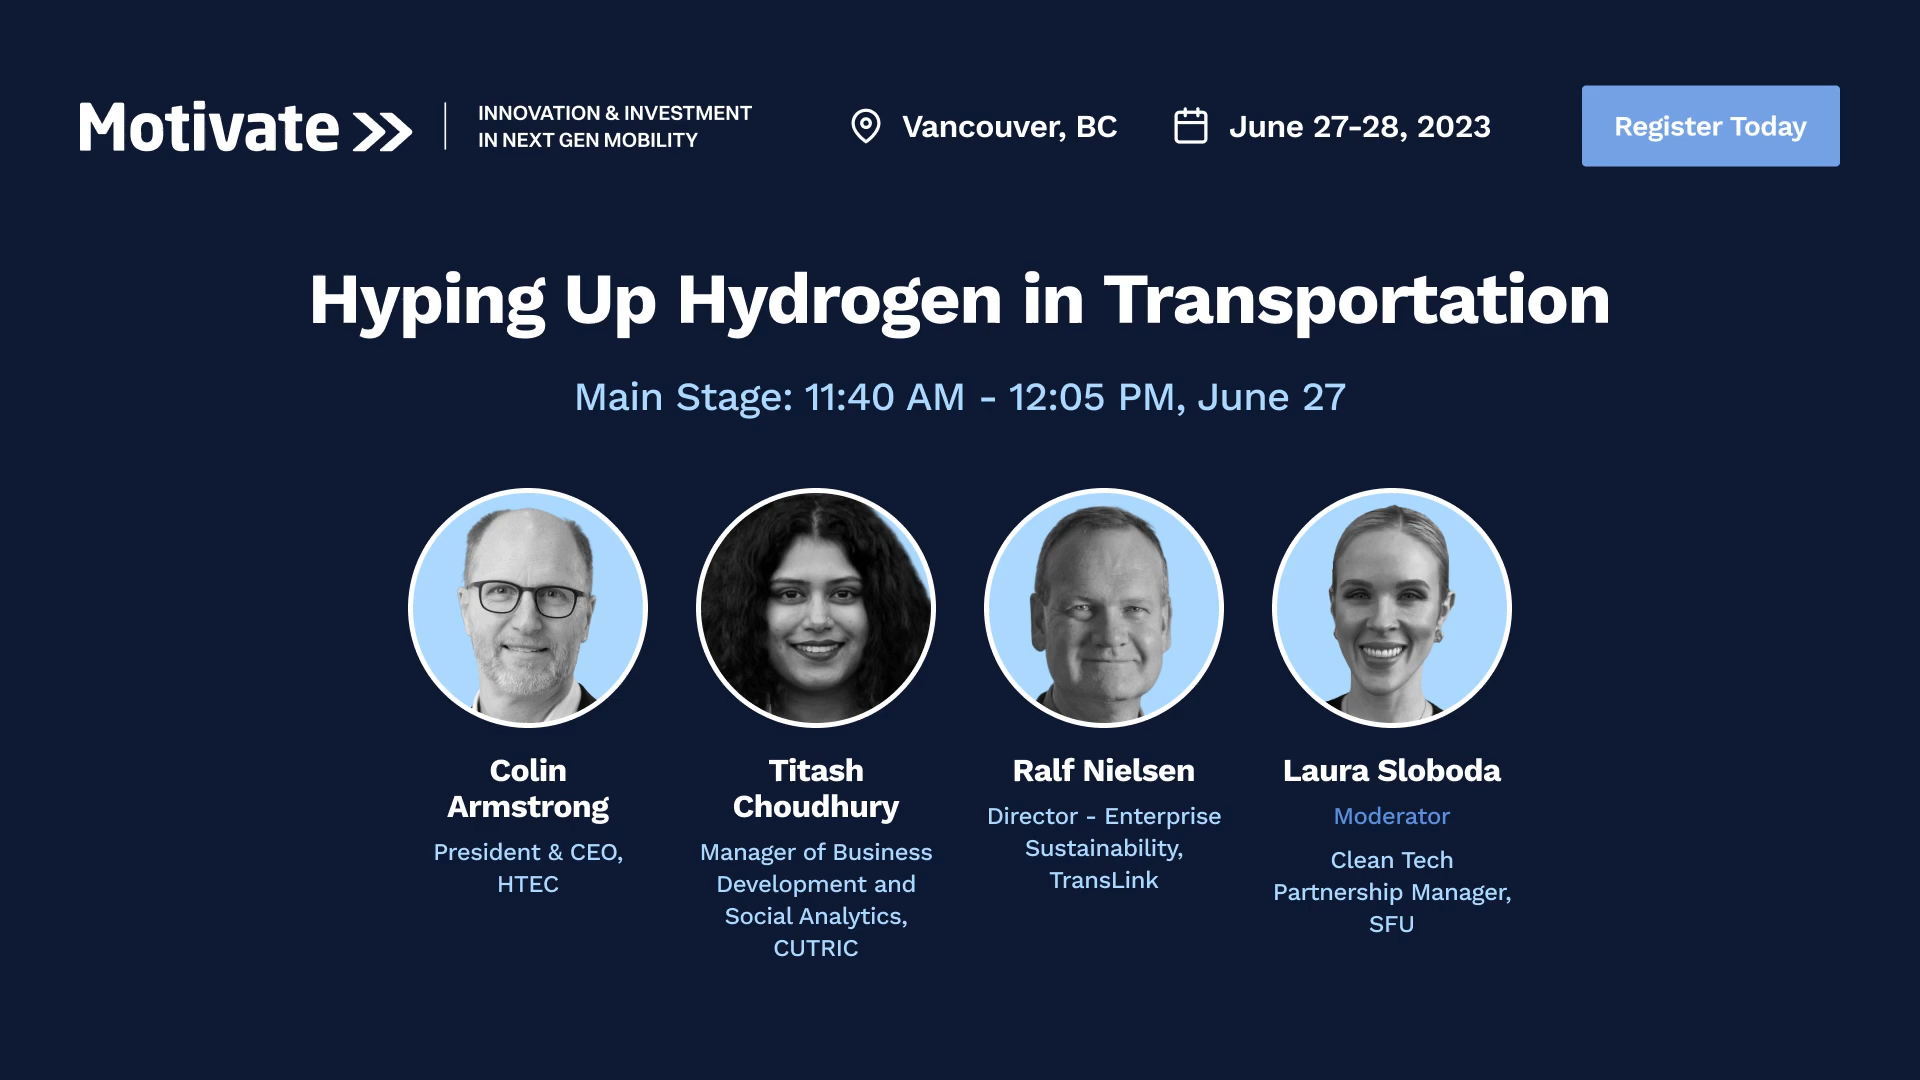 Motivate
INNOVATION & INVESTMENT
IN NEXT GEN MOBILITY
Vancouver, BC
June 27-28, 2023
Register Today
Hyping Up Hydrogen in Transportation
Main Stage: 11:40 AM - 12:05 PM, June 27
Colin
Armstrong
President & CEO,
HTEC
Titash
Choudhury
Manager of Business
Development and
Social Analytics,
CUTRIC
Ralf Nielsen
Director - Enterprise
Sustainability,
TransLink
Laura Sloboda
Moderator
Clean Tech
Partnership Manager,
SFU